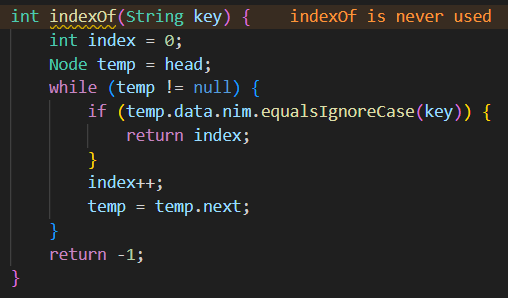 int indexOf(String key) {    indexOf is never used
    int index = 0;
    Node temp = head;
    while (temp != null) {
        if (temp.data.nim.equalsIgnoreCase(key)) {
            return index;
        }
        index++;
        temp = temp.next;
    }
    return -1;
}